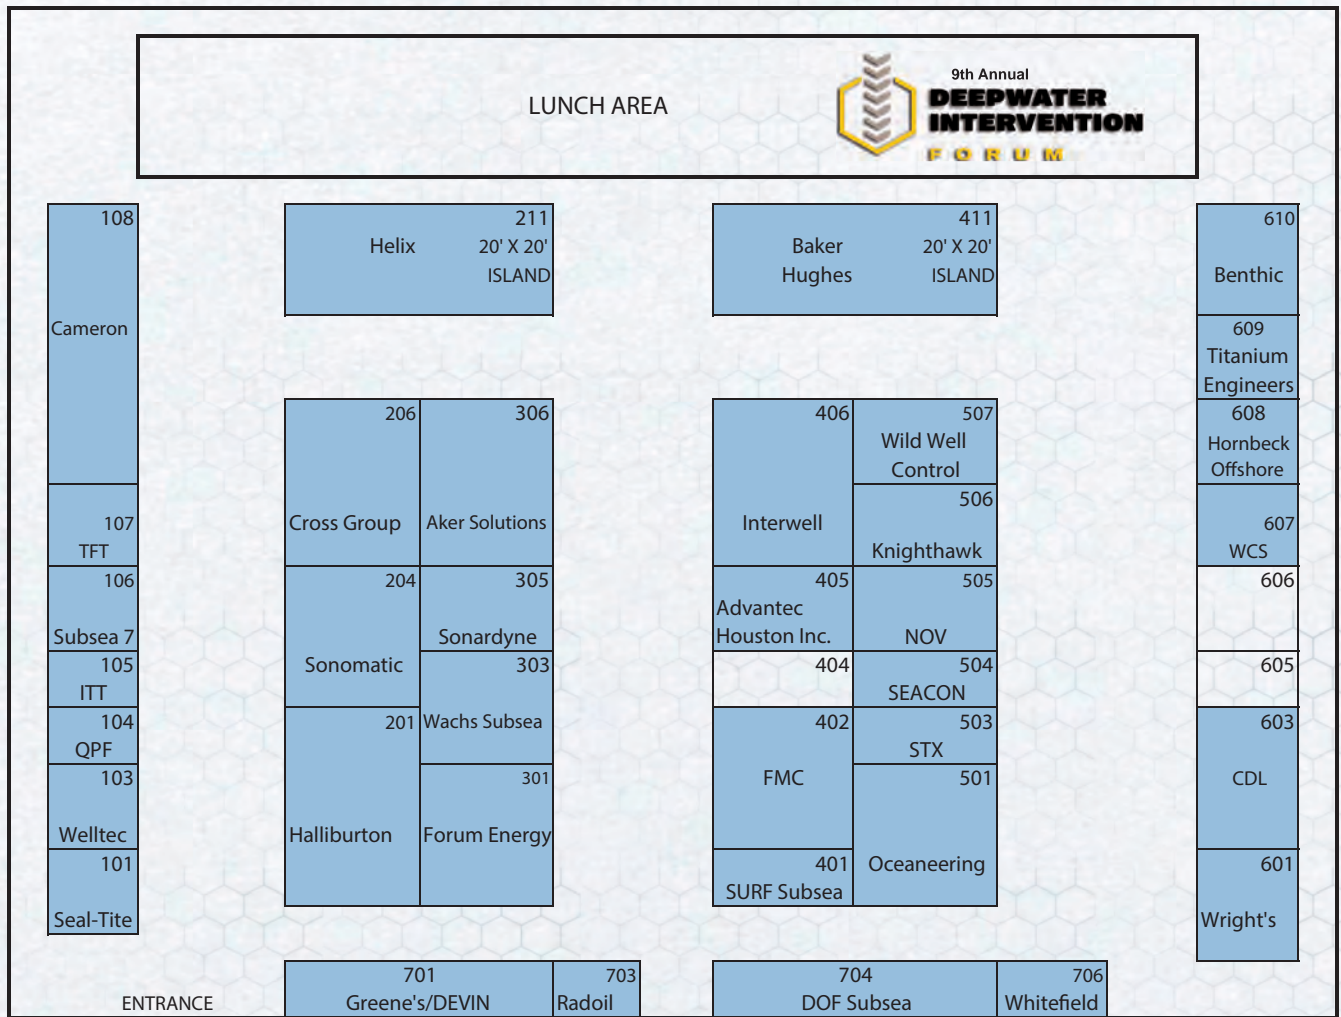 LUNCH AREA
9th Annual
DEEPWATER
INTERVENTION
FORUM
108
Cameron
107
TFT
106
Subsea 7
105
ITT
104
QPF
103
Welltec
101
Seal-Tite
211
Helix 20' X 20'
ISLAND
206
Cross Group
306
Aker Solutions
204
Sonomatic
305
Sonardyne
303
Wachs Subsea
201
Halliburton
301
Forum Energy
411
Baker 20' X 20'
Hughes ISLAND
406
Interwell
507
Wild Well
Control
506
Knighthawk
405
Advantec
Houston Inc.
505
NOV
404
504
SEACON
402
FMC
503
STX
501
Oceaneering
401
SURF Subsea
610
Benthic
609
Titanium
Engineers
608
Hornbeck
Offshore
607
WCS
606
605
603
CDL
601
Wright's
ENTRANCE
701
Greene's/DEVIN
703
Radoil
704
DOF Subsea
706
Whitefield